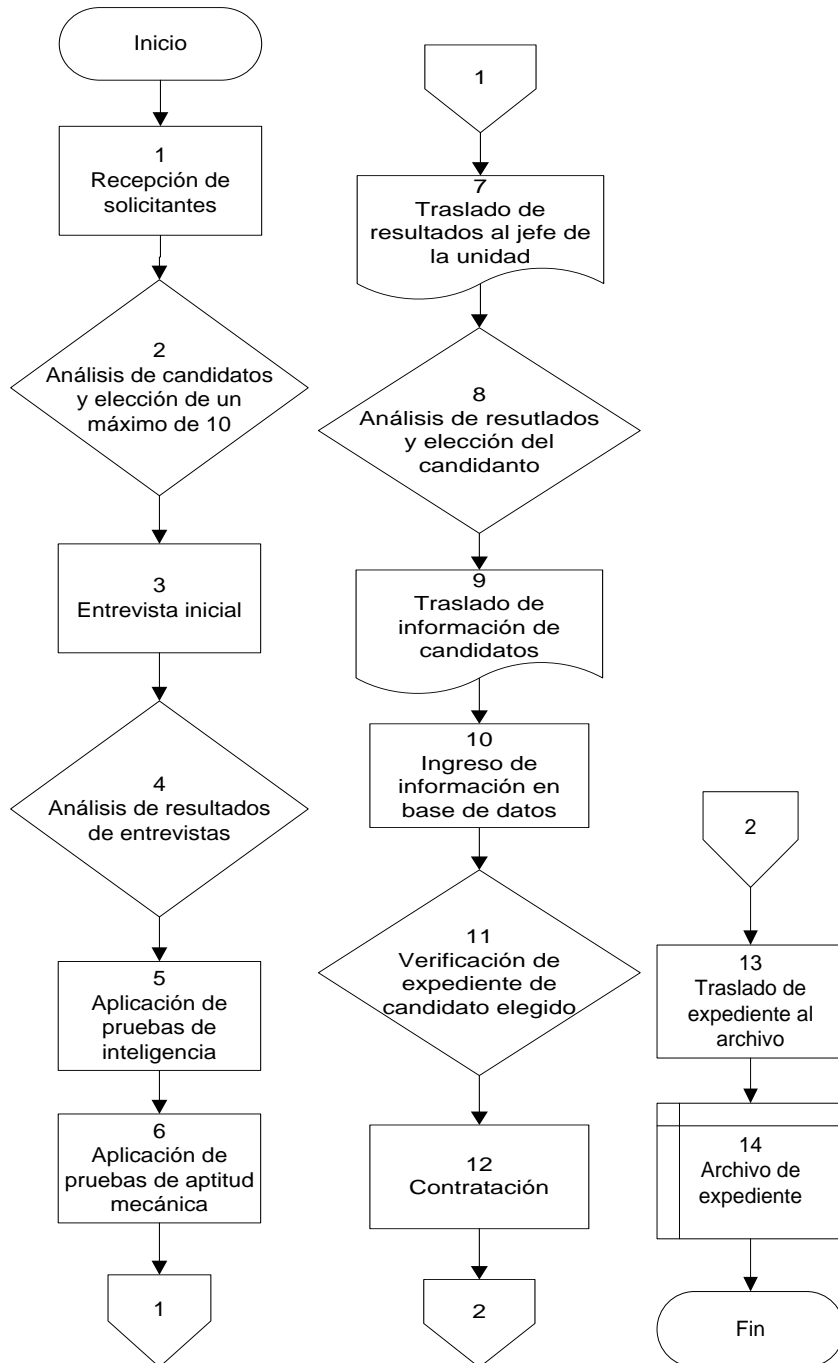 Inicio
1
Recepción de
solicitantes
2
Análisis de candidatos
y elección de un
máximo de 10
3
Entrevista inicial
4
Análisis de resultados
de entrevistas
5
Aplicación de
pruebas de
inteligencia
6
Aplicación de
pruebas de aptitud
mecánica
1
1
7
Traslado de
resultados al jefe de
la unidad
8
Análisis de resutlados
y elección del
candidanto
9
Traslado de
información de
candidatos
10
Ingreso de
información en
base de datos
11
Verificación de
expediente de
candidato elegido
12
Contratación
2
2
13
Traslado de
expediente al
archivo
14
Archivo de
expediente
Fin